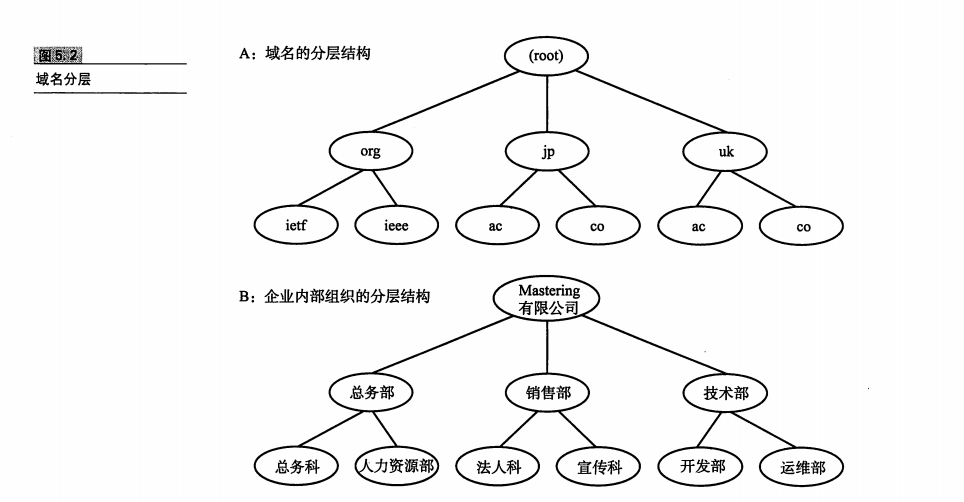 图5.2
域名分层
A：域名的分层结构
(root)
org
jp
uk
ietf
ieee
ac
co
ac
co
B：企业内部组织的分层结构
Mastering
有限公司
总务部
销售部
技术部
总务科
人力资源部
法人科
宣传科
开发部
运维部